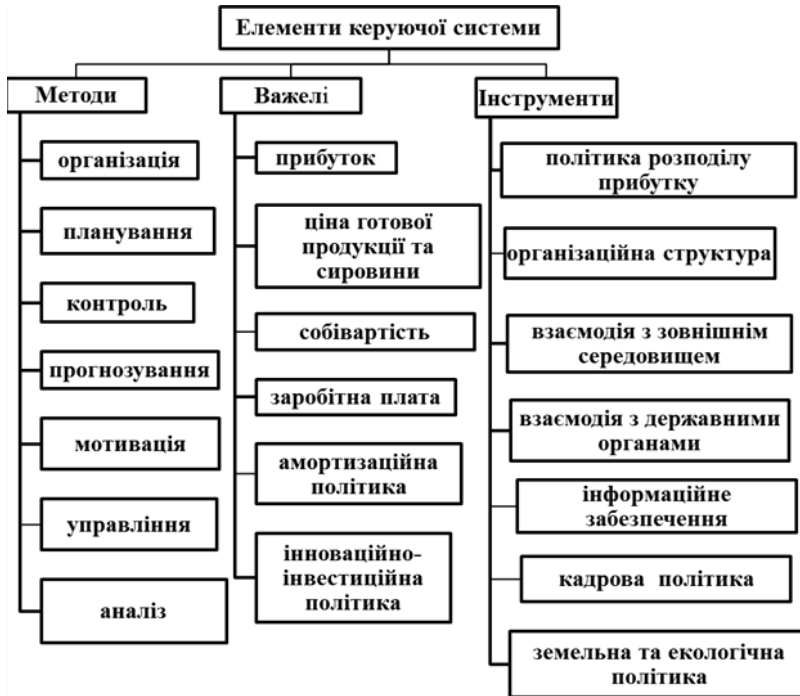 Елементи керуючої системи
Методи
Важелі
Інструменти
організація
планування
контроль
прогнозування
мотивація
управління
аналіз
прибуток
ціна готової
продукції та
сировини
собівартість
заробітна плата
амортизаційна
політика
інноваційно-
інвестиційна
політика
політика розподілу
прибутку
організаційна структура
взаємодія з зовнішнім
середовищем
взаємодія з державними
органами
інформаційне
забезпечення
кадрова політика
земельна та екологічна
політика